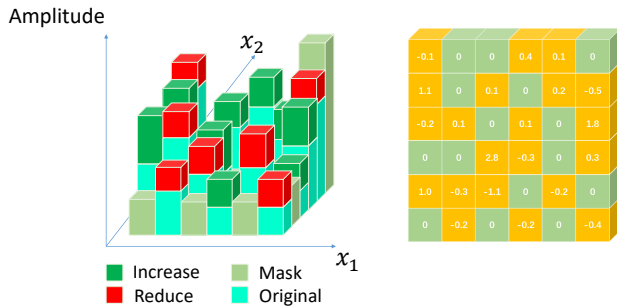 Amplitude
x₂
x₁
Increase
Mask
Reduce
Original
-0.1 0 0 0.4 0.1 0
1.1 0 0.1 0 0.2 -0.5
-0.2 0.1 0 0.1 0 1.8
0 0 2.8 -0.3 0 0.3
1.0 -0.3 -1.1 0 -0.2 0
0 -0.2 0 -0.2 0 -0.4